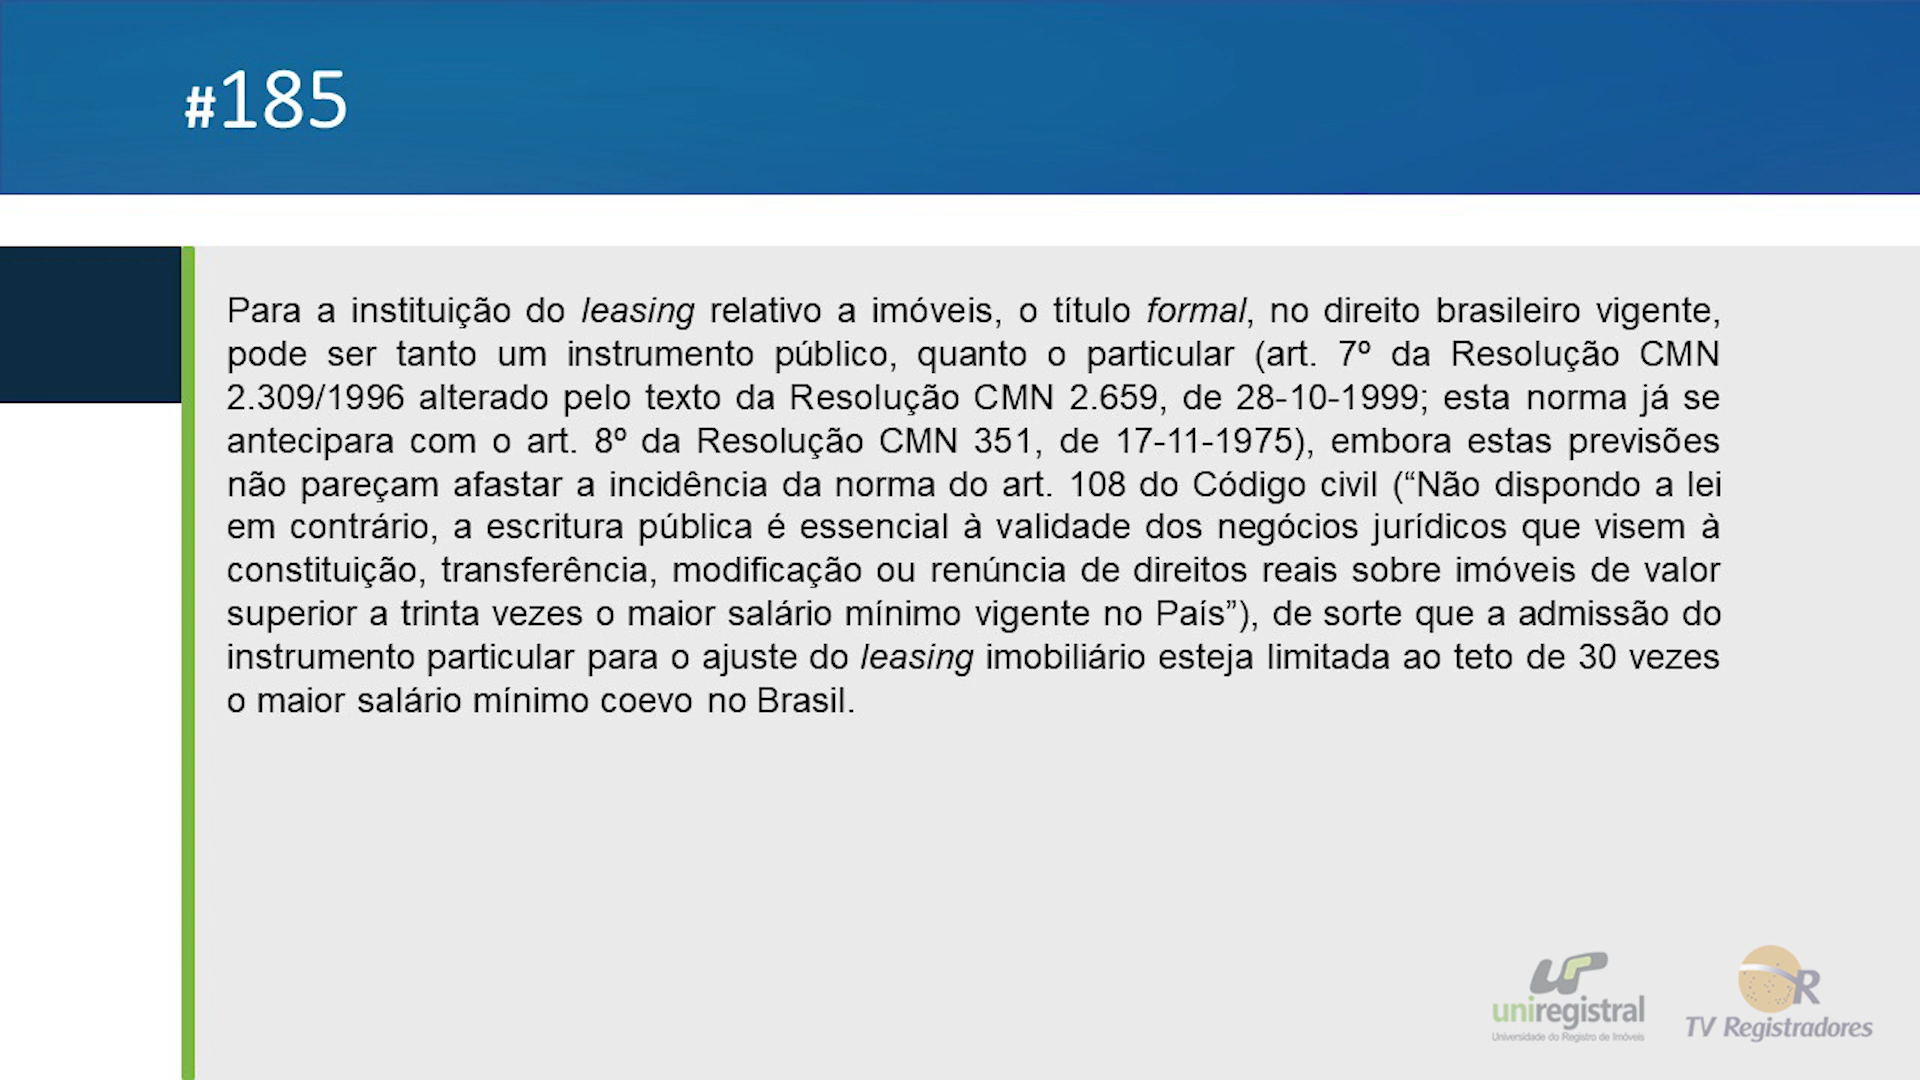 #185
Para a instituição do leasing relativo a imóveis, o título formal, no direito brasileiro vigente,
pode ser tanto um instrumento público, quanto o particular (art. 7º da Resolução CMN
2.309/1996 alterado pelo texto da Resolução CMN 2.659, de 28-10-1999; esta norma já se
antecipara com o art. 8º da Resolução CMN 351, de 17-11-1975), embora estas previsões
não pareçam afastar a incidência da norma do art. 108 do Código civil (“Não dispondo a lei
em contrário, a escritura pública é essencial à validade dos negócios jurídicos que visem à
constituição, transferência, modificação ou renúncia de direitos reais sobre imóveis de valor
superior a trinta vezes o maior salário mínimo vigente no País”), de sorte que a admissão do
instrumento particular para o ajuste do leasing imobiliário esteja limitada ao teto de 30 vezes
o maior salário mínimo coevo no Brasil.
uniregistral
Universidade do Registro de Imóveis
R
TV Registradores